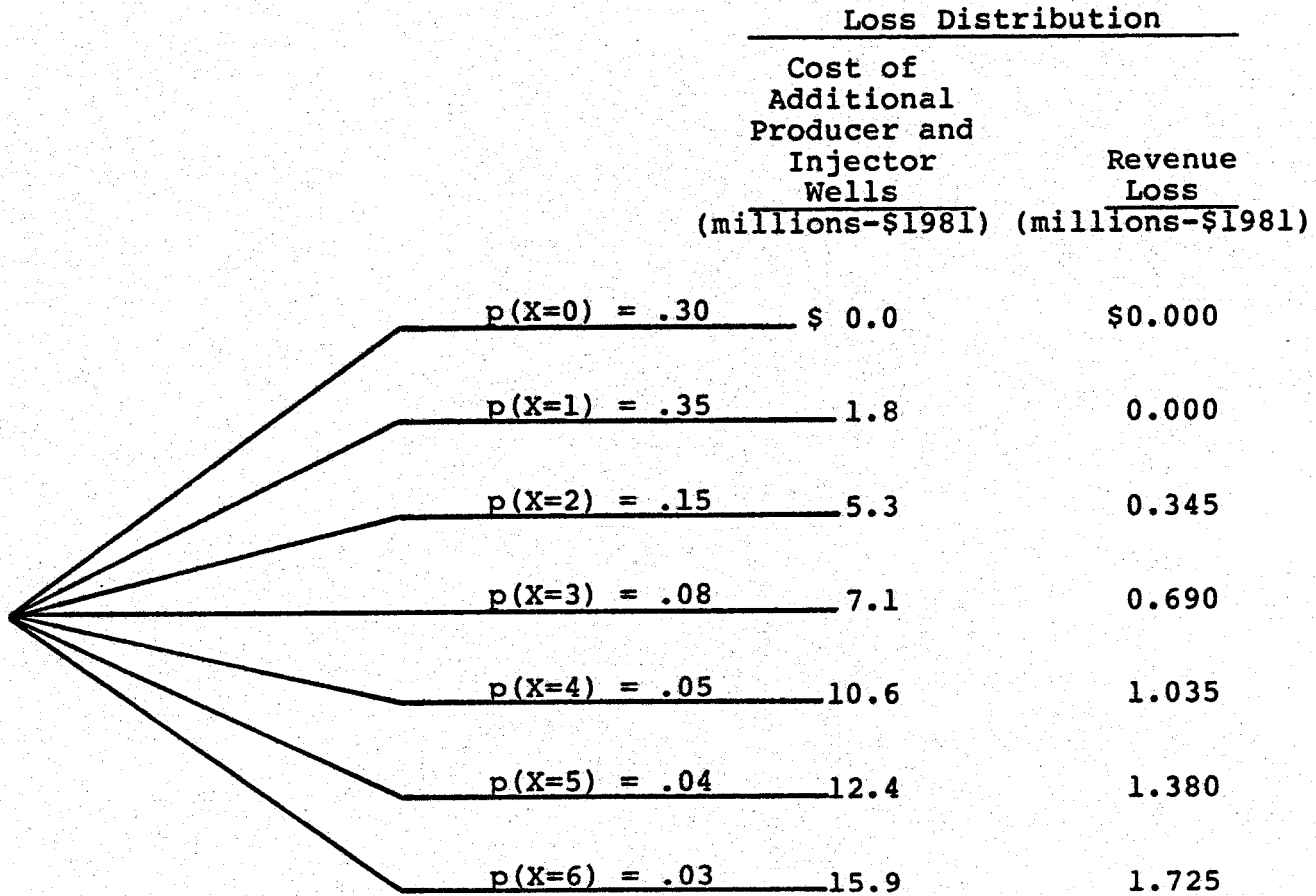 Loss Distribution
Cost of
Additional
Producer and
Injector Revenue
Wells Loss
(millions-$1981) (millions-$1981)
p(X=0) = .30 $ 0.0 $0.000
p(X=1) = .35 1.8 0.000
p(X=2) = .15 5.3 0.345
p(X=3) = .08 7.1 0.690
p(X=4) = .05 10.6 1.035
p(X=5) = .04 12.4 1.380
p(X=6) = .03 15.9 1.725